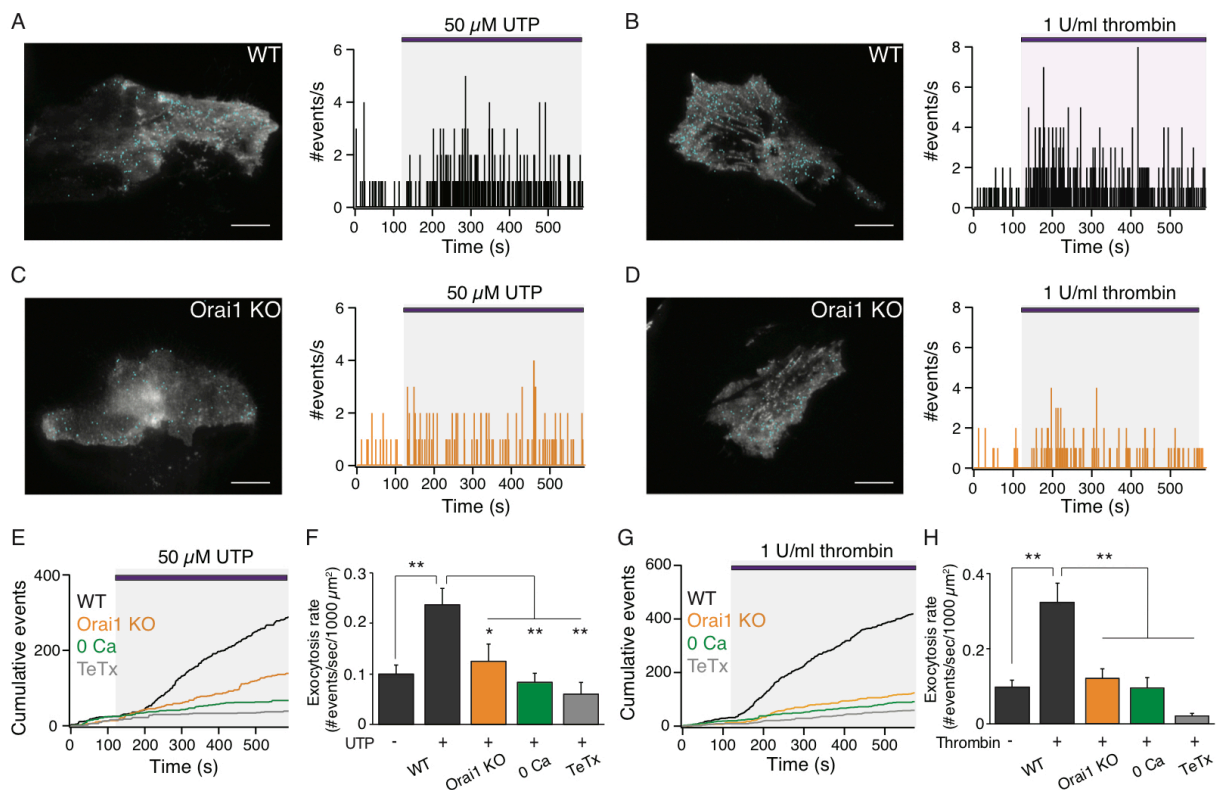 A
WT
50 µM UTP
#events/s
6
4
2
0
0 100 200 300 400 500
Time (s)
B
WT
1 U/ml thrombin
#events/s
8
6
4
2
0
0 100 200 300 400 500
Time (s)
C
Orai1 KO
50 µM UTP
#events/s
6
4
2
0
0 100 200 300 400 500
Time (s)
D
Orai1 KO
1 U/ml thrombin
#events/s
8
6
4
2
0
0 100 200 300 400 500
Time (s)
E
50 µM UTP
Cumulative events
400
200
0
WT
Orai1 KO
0 Ca
TeTx
0 100 200 300 400 500
Time (s)
F
Exocytosis rate
(#events/sec/1000 µm²)
0.3
0.2
0.1
0
**
* ** **
UTP - + + + +
WT Orai1 KO 0 Ca TeTx
G
1 U/ml thrombin
Cumulative events
600
400
200
0
WT
Orai1 KO
0 Ca
TeTx
0 100 200 300 400 500
Time (s)
H
Exocytosis rate
(#events/sec/1000 µm²)
0.4
0.2
0
** **
Thrombin - + + + +
WT Orai1 KO 0 Ca TeTx